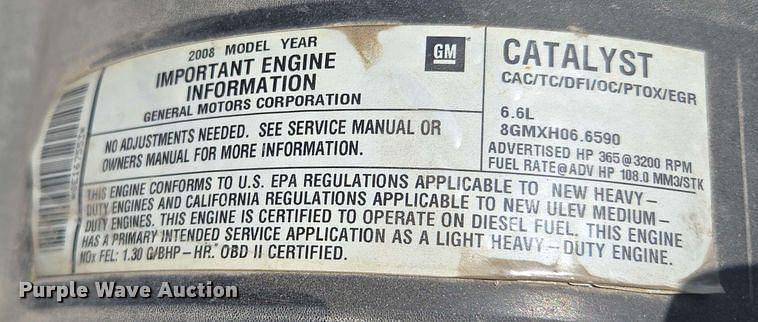 2008 MODEL YEAR
IMPORTANT ENGINE
INFORMATION
GENERAL MOTORS CORPORATION
GM
NO ADJUSTMENTS NEEDED. SEE SERVICE MANUAL OR
OWNERS MANUAL FOR MORE INFORMATION.
CATALYST
CAC/TC/DFI/OC/PTOX/EGR
6.6L
8GMXH06.6590
ADVERTISED HP 365@3200 RPM
FUEL RATE@ADV HP 108.0 MM3/STK
THIS ENGINE CONFORMS TO U.S. EPA REGULATIONS APPLICABLE TO NEW HEAVY-
DUTY ENGINES AND CALIFORNIA REGULATIONS APPLICABLE TO NEW ULEV MEDIUM-
DUTY ENGINES. THIS ENGINE IS CERTIFIED TO OPERATE ON DIESEL FUEL. THIS ENGINE
HAS A PRIMARY INTENDED SERVICE APPLICATION AS A LIGHT HEAVY-DUTY ENGINE.
NOx FEL: 1.30 G/BHP-HR. OBD II CERTIFIED.
Purple Wave Auction